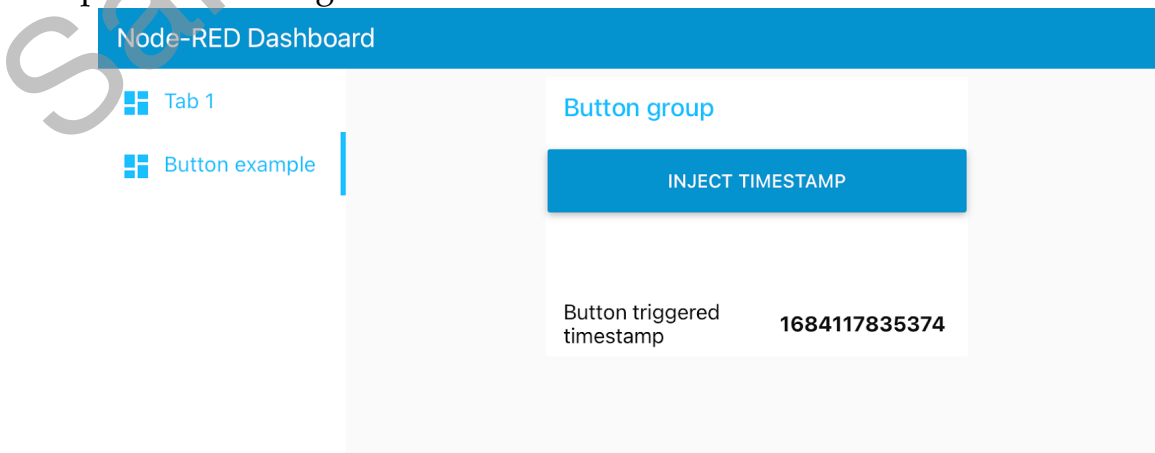 Node-RED Dashboard
Tab 1
Button example
Button group
INJECT TIMESTAMP
Button triggered
timestamp
1684117835374